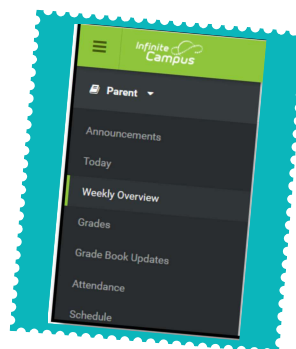 Infinite
Campus
Parent
Announcements
Today
Weekly Overview
Grades
Grade Book Updates
Attendance
Schedule